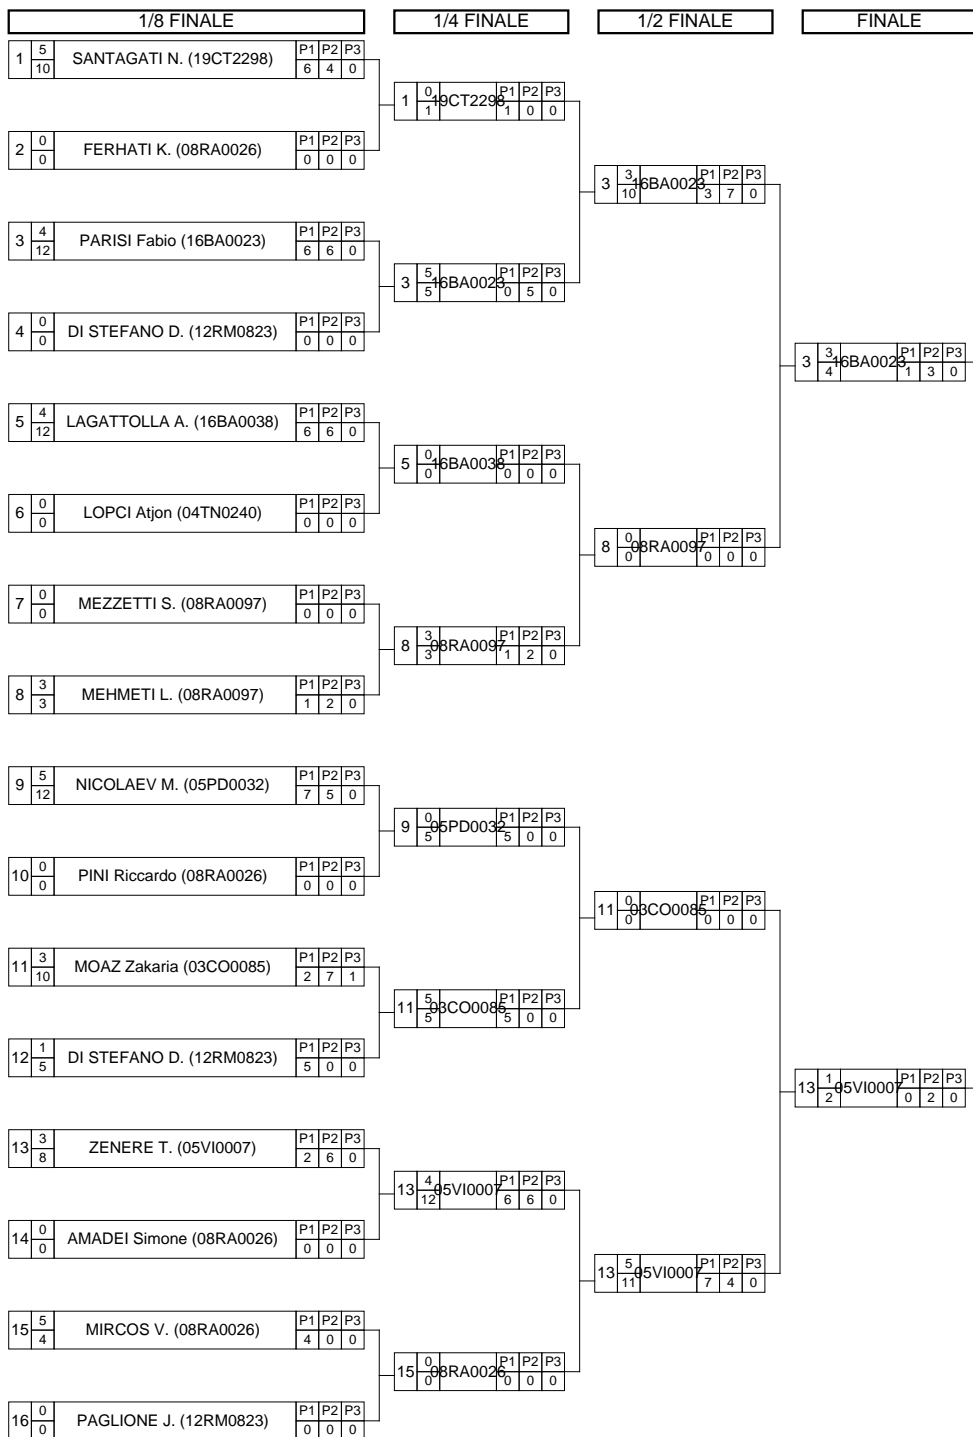 1/8 FINALE 1/4 FINALE 1/2 FINALE FINALE
1 5 10 SANTAGATI N. (19CT2298) P1 P2 P3 6 4 0
1 0 1 19CT2298 P1 P2 P3 1 0 0
2 0 0 FERHATI K. (08RA0026) P1 P2 P3 0 0 0
3 3 10 16BA0023 P1 P2 P3 3 7 0
3 4 12 PARISI Fabio (16BA0023) P1 P2 P3 6 6 0
3 5 5 16BA0023 P1 P2 P3 0 5 0
4 0 0 DI STEFANO D. (12RM0823) P1 P2 P3 0 0 0
3 3 4 16BA0023 P1 P2 P3 1 3 0
5 4 12 LAGATTOLLA A. (16BA0038) P1 P2 P3 6 6 0
5 0 0 16BA0038 P1 P2 P3 0 0 0
6 0 0 LOPCI Atjon (04TN0240) P1 P2 P3 0 0 0
8 0 0 08RA0097 P1 P2 P3 0 0 0
7 0 0 MEZZETTI S. (08RA0097) P1 P2 P3 0 0 0
8 3 3 08RA0097 P1 P2 P3 1 2 0
8 3 3 MEHMETI L. (08RA0097) P1 P2 P3 1 2 0
9 5 12 NICOLAEV M. (05PD0032) P1 P2 P3 7 5 0
9 0 5 05PD0032 P1 P2 P3 5 0 0
10 0 0 PINI Riccardo (08RA0026) P1 P2 P3 0 0 0
11 0 0 03CO0085 P1 P2 P3 0 0 0
11 3 10 MOAZ Zakaria (03CO0085) P1 P2 P3 2 7 1
11 5 5 03CO0085 P1 P2 P3 5 0 0
12 1 5 DI STEFANO D. (12RM0823) P1 P2 P3 5 0 0
13 1 2 05VI0007 P1 P2 P3 0 2 0
13 3 8 ZENERE T. (05VI0007) P1 P2 P3 2 6 0
13 4 12 05VI0007 P1 P2 P3 6 6 0
14 0 0 AMADEI Simone (08RA0026) P1 P2 P3 0 0 0
13 5 11 05VI0007 P1 P2 P3 7 4 0
15 5 4 MIRCOS V. (08RA0026) P1 P2 P3 4 0 0
15 0 0 08RA0026 P1 P2 P3 0 0 0
16 0 0 PAGLIONE J. (12RM0823) P1 P2 P3 0 0 0